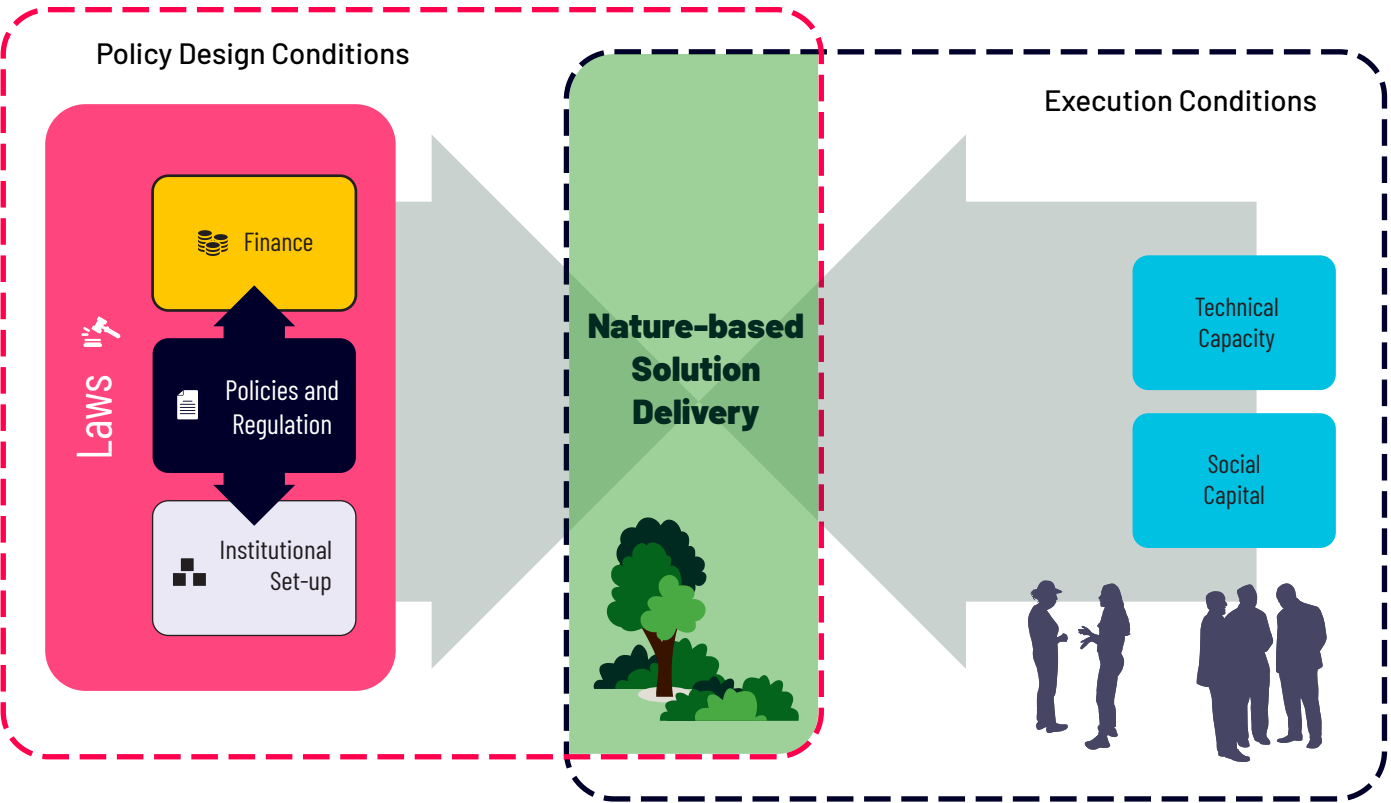 Policy Design Conditions
Execution Conditions
Laws
Finance
Policies and
Regulation
Institutional
Set-up
Nature-based
Solution
Delivery
Technical
Capacity
Social
Capital